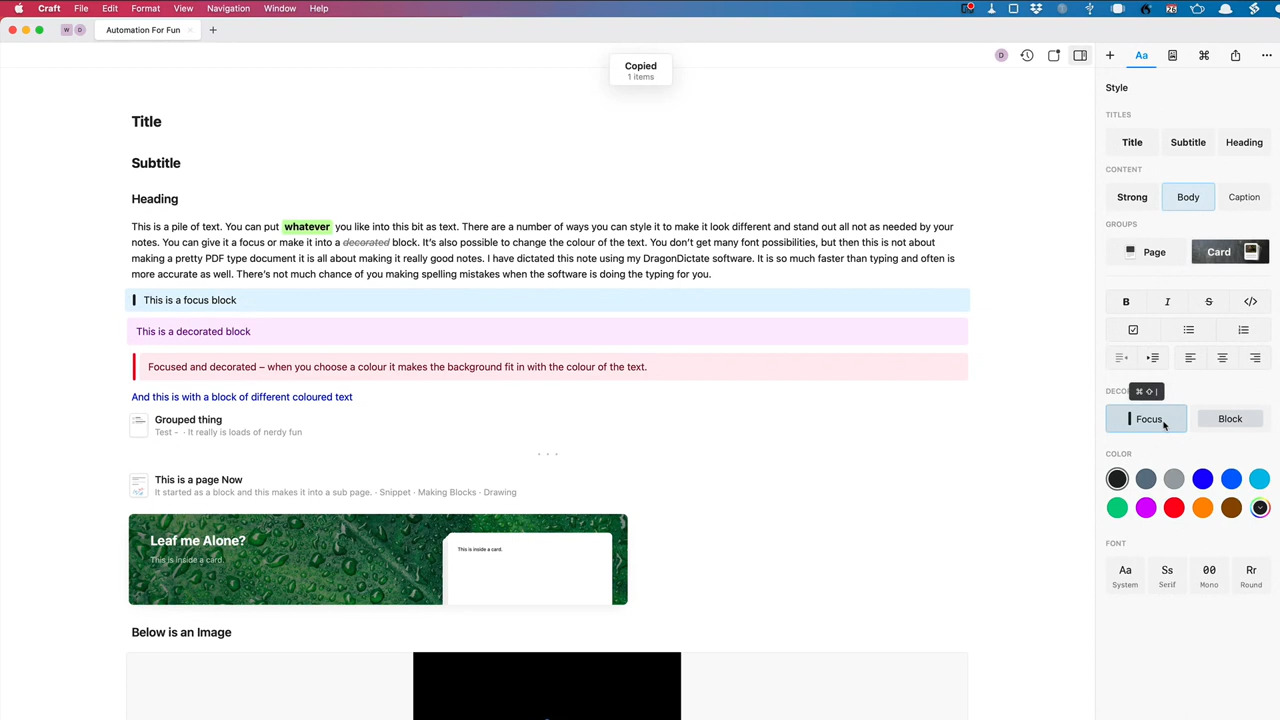 Craft File Edit Format View Navigation Window Help
26
W D Automation For Fun
D
Copied
1 items
Aa
Title
Subtitle
Heading
This is a pile of text. You can put whatever you like into this bit as text. There are a number of ways you can style it to make it look different and stand out all not as needed by your
notes. You can give it a focus or make it into a decorated block. It's also possible to change the colour of the text. You don't get many font possibilities, but then this is not about
making a pretty PDF type document it is all about making it really good notes. I have dictated this note using my DragonDictate software. It is so much faster than typing and often is
more accurate as well. There's not much chance of you making spelling mistakes when the software is doing the typing for you.
This is a focus block
This is a decorated block
Focused and decorated – when you choose a colour it makes the background fit in with the colour of the text.
And this is with a block of different coloured text
Grouped thing
Test - · It really is loads of nerdy fun
This is a page Now
It started as a block and this makes it into a sub page. · Snippet · Making Blocks · Drawing
Leaf me Alone?
This is inside a card.
This is inside a card.
Below is an Image
Style
TITLES
Title Subtitle Heading
CONTENT
Strong Body Caption
GROUPS
Page Card
B I S </>
DECO
⌘ ⇧ |
Focus Block
COLOR
FONT
Aa Ss 00 Rr
System Serif Mono Round